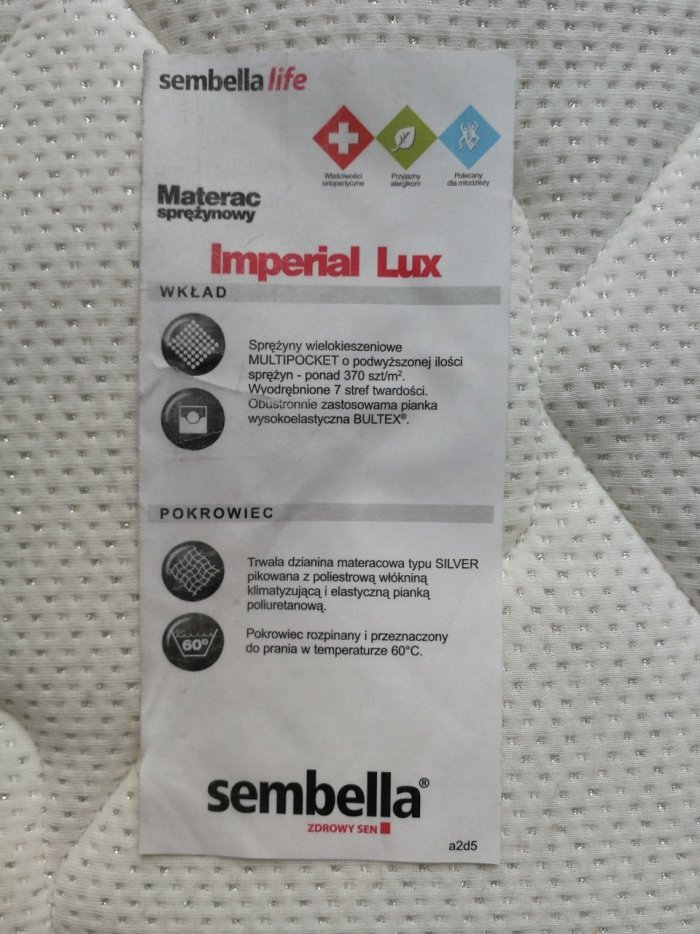 sembella life
Właściwości
ortopedyczne
Przyjazny
alergikom
Polecany
dla młodzieży
Materac
sprężynowy
Imperial Lux
WKŁAD
Sprężyny wielokieszeniowe
MULTIPOCKET o podwyższonej ilości
sprężyn - ponad 370 szt/m².
Wyodrębnione 7 stref twardości.
Obustronnie zastosowama pianka
wysokoelastyczna BULTEX®.
POKROWIEC
Trwała dzianina materacowa typu SILVER
pikowana z poliestrową włókniną
klimatyzującą i elastyczną pianką
poliuretanową.
60°
Pokrowiec rozpinany i przeznaczony
do prania w temperaturze 60°C.
sembella®
ZDROWY SEN
a2d5